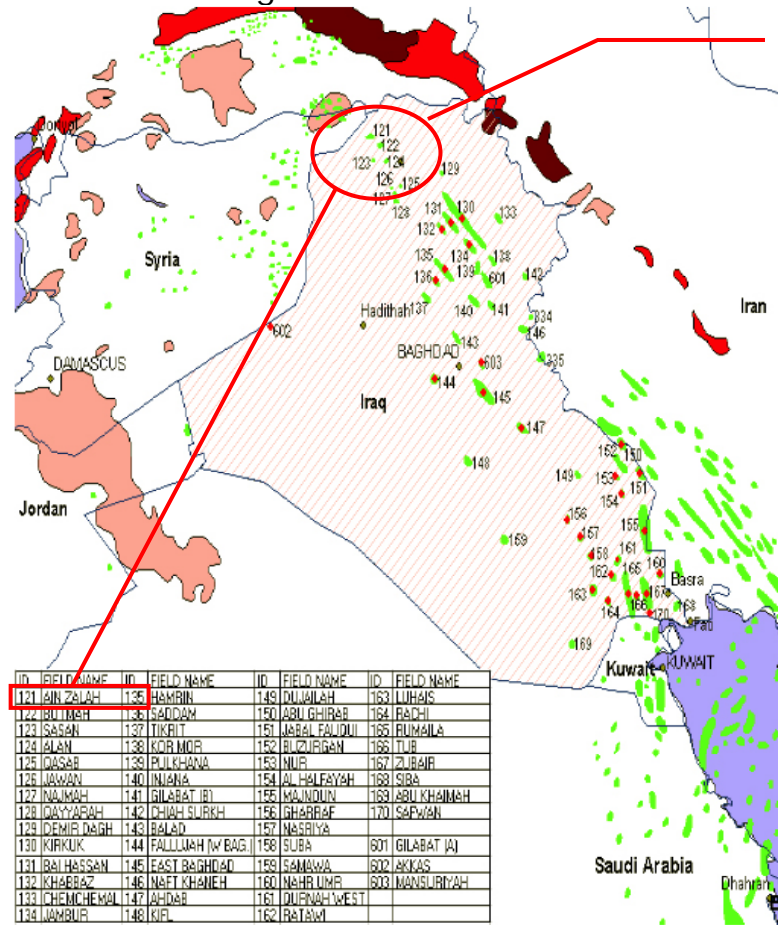 121
122
123
124
129
126
125
127
128
131
130
133
132
Syria
135
134
138
136
139
601
142
137
140
141
Iran
Hadithah
334
602
146
143
BAGHDAD
335
DAMASCUS
603
144
Iraq
145
147
152
150
148
149
153
151
154
Jordan
156
155
157
159
158
161
162
165
160
Basra
163
167
166
168
164
170
Fao
169
Kuwait
KUWAIT
ID FIELD NAME ID FIELD NAME ID FIELD NAME ID FIELD NAME
121 AIN ZALAH 135 HAMRIN 149 DUJAILAH 163 LUHAIS
122 BUTMAH 136 SADDAM 150 ABU GHIRAB 164 RACHI
123 SASAN 137 TIKRIT 151 JABAL FAUQUI 165 RUMAILA
124 ALAN 138 KOR MOR 152 BUZURGAN 166 TUB
125 QASAB 139 PULKHANA 153 NUR 167 ZUBAIR
126 JAWAN 140 INJANA 154 AL HALFAYAH 168 SIBA
127 NAJMAH 141 GILABAT (B) 155 MAJNOUN 169 ABU KHAIMAH
128 QAYYARAH 142 CHIAH SURKH 156 GHARRAF 170 SAFWAN
129 DEMIR DAGH 143 BALAD 157 NASRIYA
130 KIRKUK 144 FALLUJAH (W BAG.) 158 SUBA 601 GILABAT (A)
131 BAI HASSAN 145 EAST BAGHDAD 159 SAMAWA 602 AKKAS
132 KHABBAZ 146 NAFT KHANEH 160 NAHR UMR 603 MANSURIYAH
133 CHEMCHEMAL 147 AHDAB 161 QURNAH WEST
134 JAMBUR 148 KIFL 162 RATAWI
Saudi Arabia
Dhahran